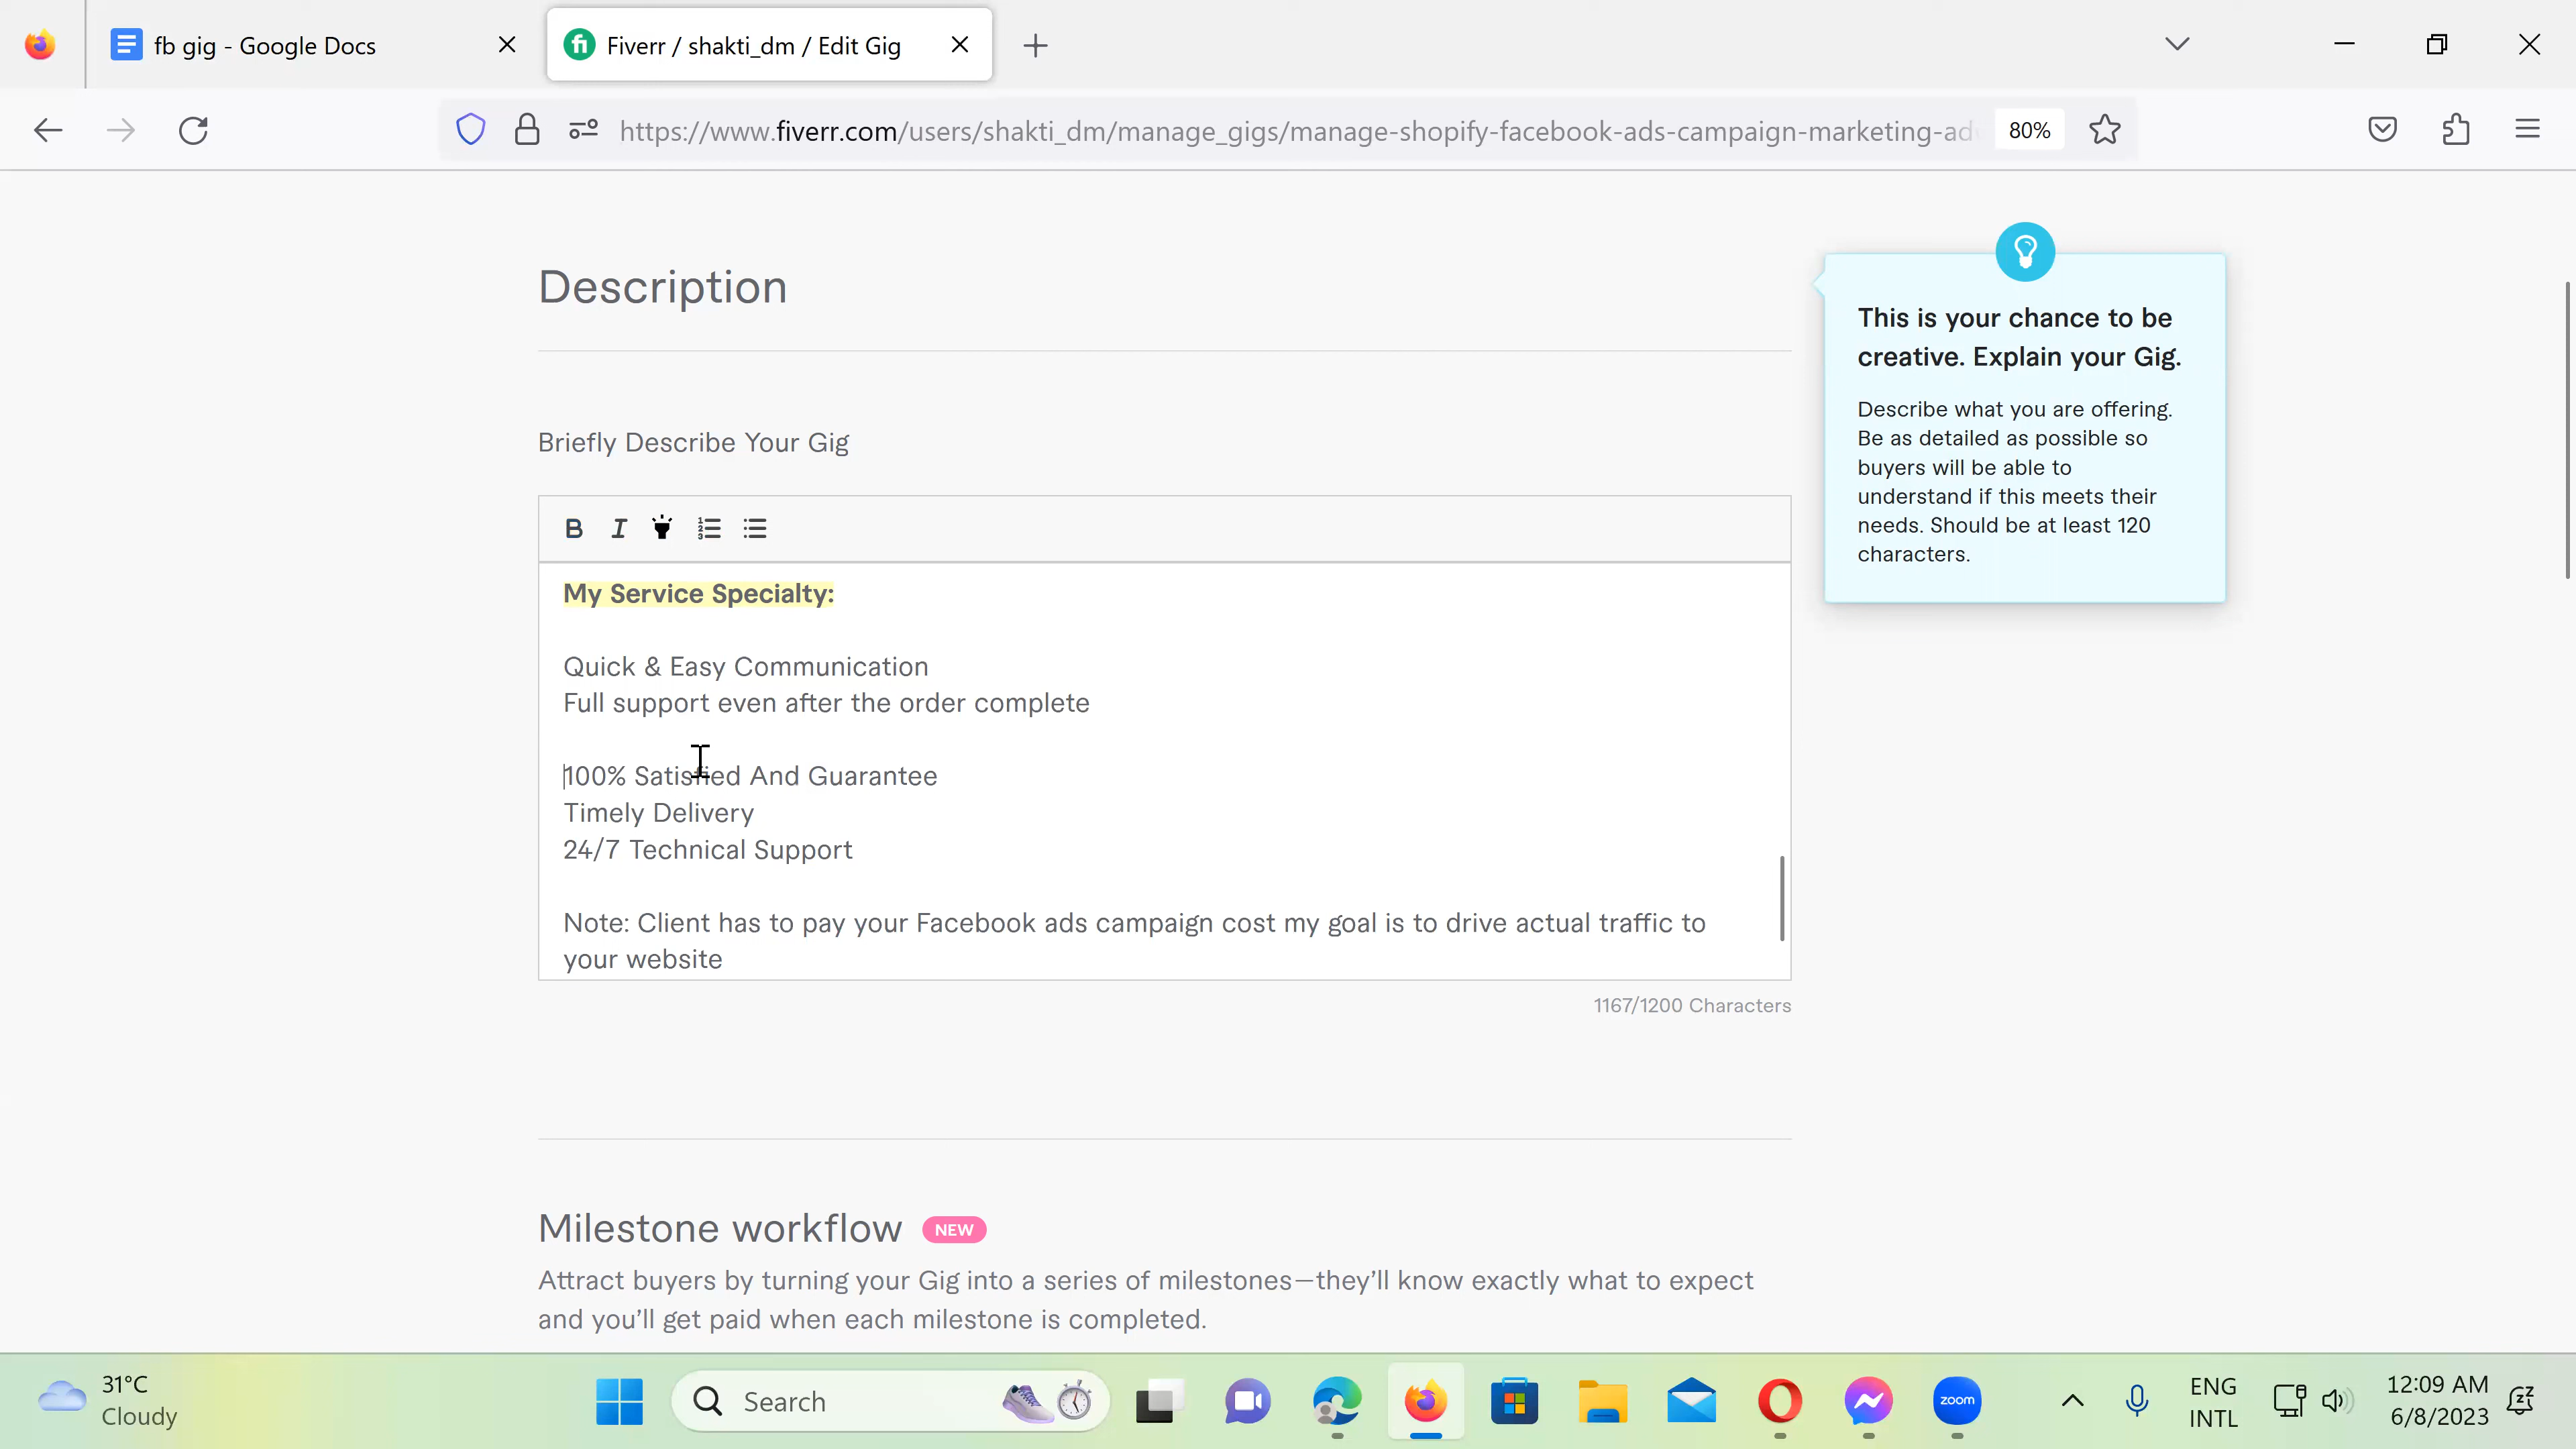 fb gig - Google Docs
Fiverr / shakti_dm / Edit Gig
https://www.fiverr.com/users/shakti_dm/manage_gigs/manage-shopify-facebook-ads-campaign-marketing-ad
80%
Description
This is your chance to be
creative. Explain your Gig.
Describe what you are offering.
Be as detailed as possible so
buyers will be able to
understand if this meets their
needs. Should be at least 120
characters.
Briefly Describe Your Gig
B I
My Service Specialty:
Quick & Easy Communication
Full support even after the order complete
100% Satisfied And Guarantee
Timely Delivery
24/7 Technical Support
Note: Client has to pay your Facebook ads campaign cost my goal is to drive actual traffic to
your website
1167/1200 Characters
Milestone workflow NEW
Attract buyers by turning your Gig into a series of milestones—they'll know exactly what to expect
and you'll get paid when each milestone is completed.
31°C
Cloudy
Search
zoom
ENG
INTL
12:09 AM
6/8/2023